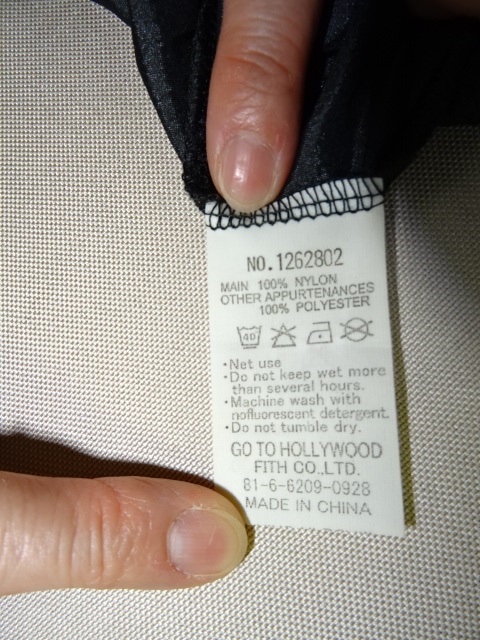 NO.1262802
MAIN 100% NYLON
OTHER APPURTENANCES
100% POLYESTER
40
•Net use
•Do not keep wet more
than several hours.
•Machine wash with
nofluorescent detergent.
•Do not tumble dry.
GO TO HOLLYWOOD
FITH CO.,LTD.
81-6-6209-0928
MADE IN CHINA